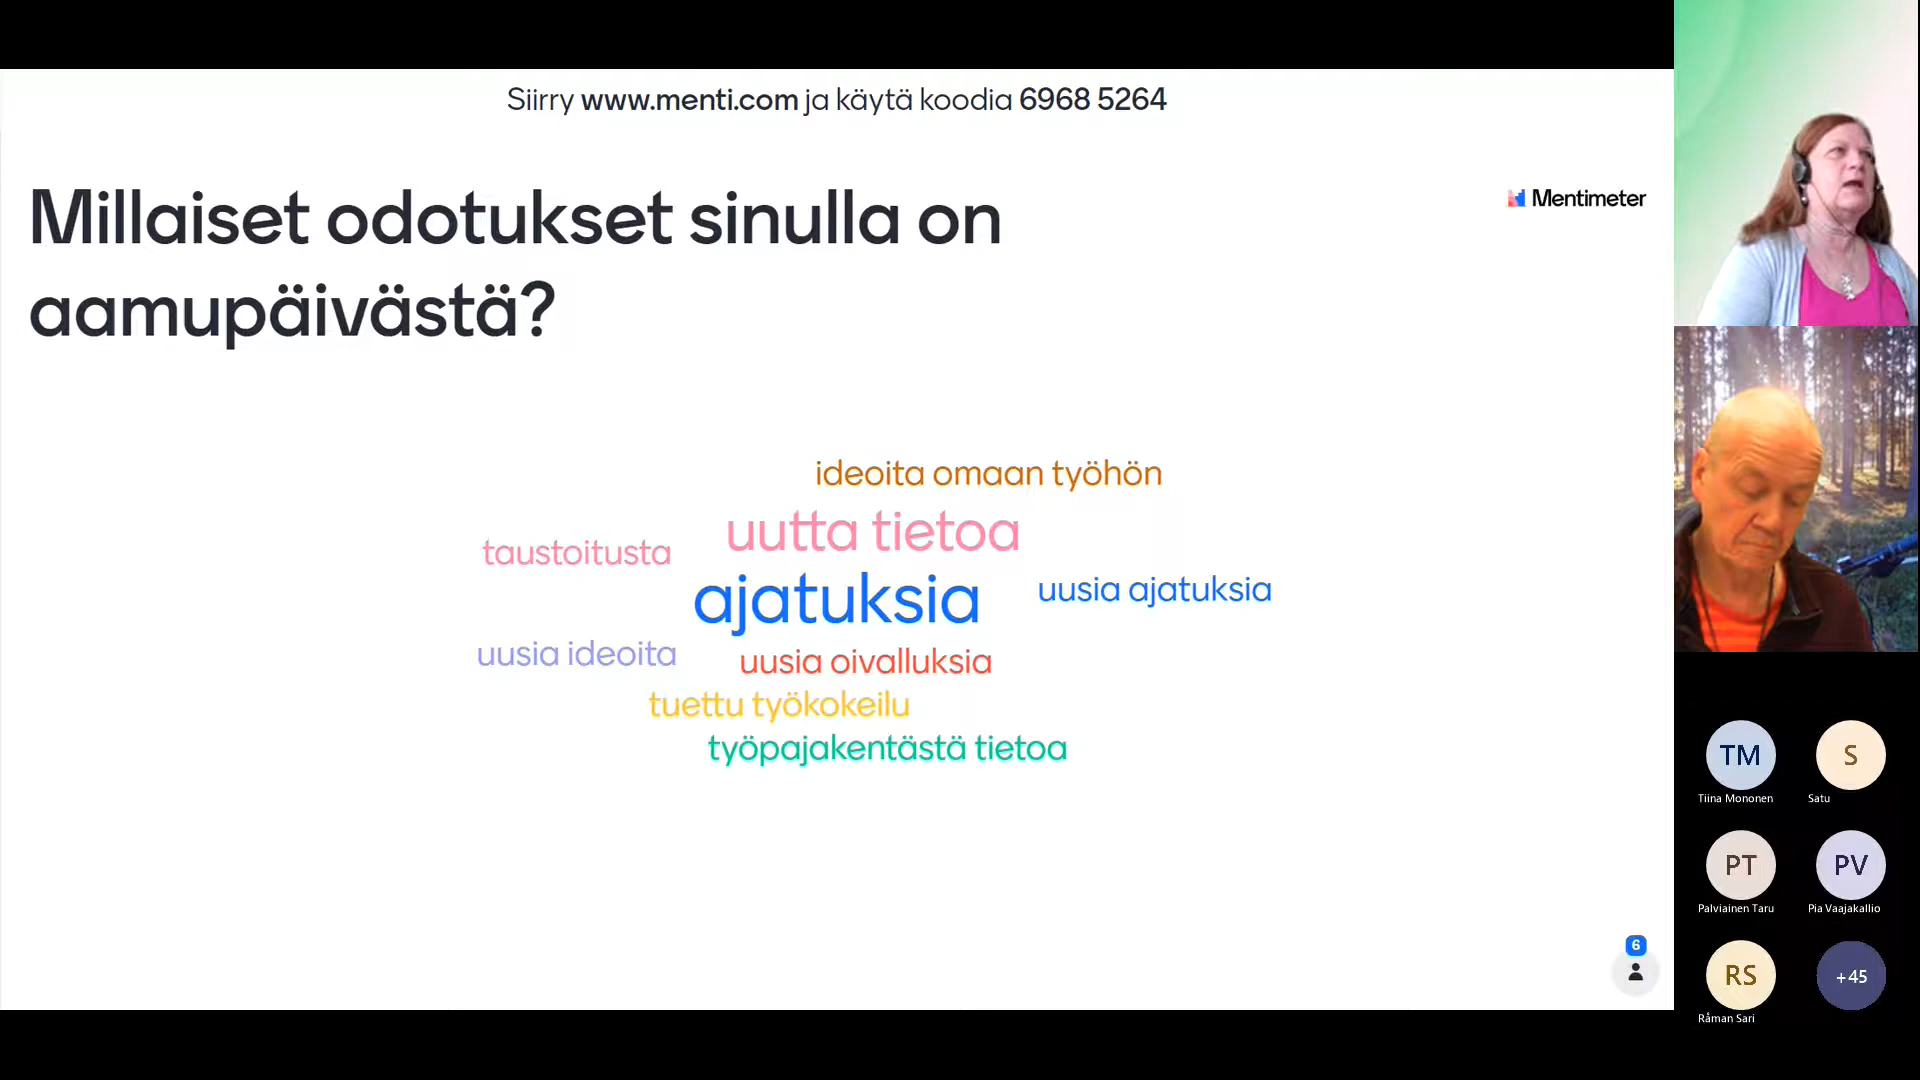 Siirry www.menti.com ja käytä koodia 6968 5264
Millaiset odotukset sinulla on
aamupäivästä?
Mentimeter
ideoita omaan työhön
uutta tietoa
taustoitusta
ajatuksia
uusia ajatuksia
uusia ideoita
uusia oivalluksia
tuettu työkokeilu
työpajakentästä tietoa
6
TM
Tiina Mononen
S
Satu
PT
Palviainen Taru
PV
Pia Vaajakallio
RS
Råman Sari
+45